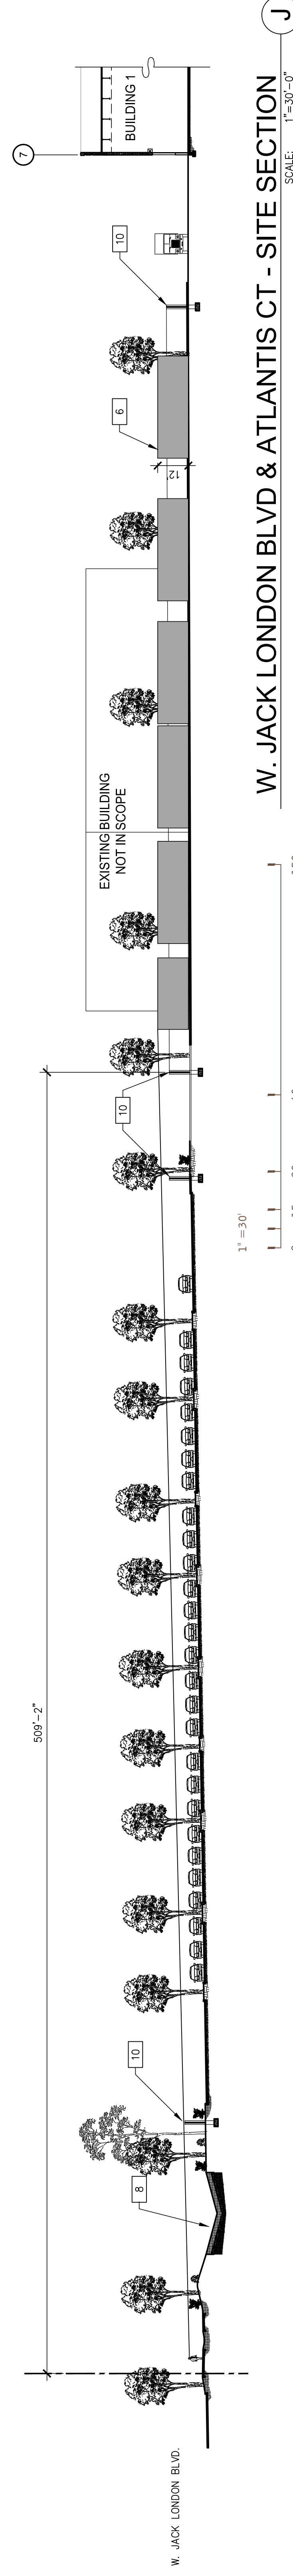 W. JACK LONDON BLVD.
509'-2"
8
10
10
EXISTING BUILDING
NOT IN SCOPE
12'
6
10
7
BUILDING 1
1" =30'
W. JACK LONDON BLVD & ATLANTIS CT - SITE SECTION
SCALE: 1"=30'-0"
J